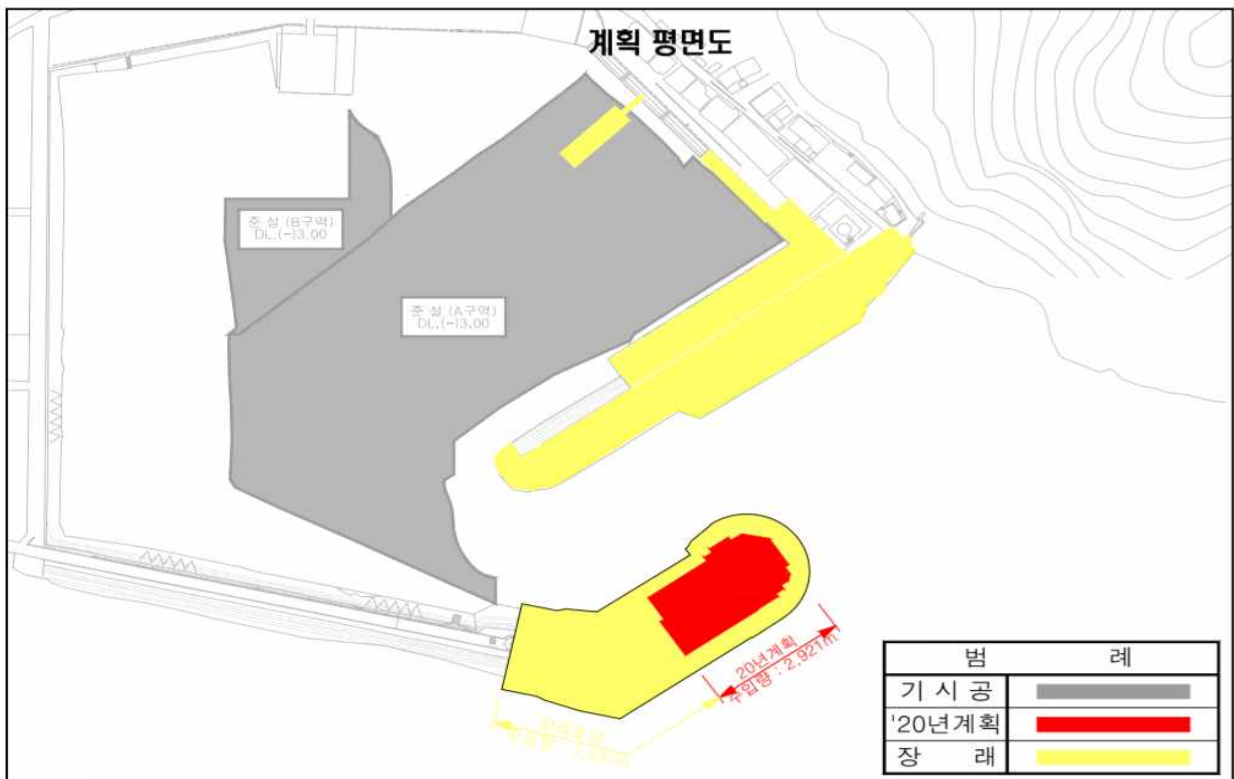 계획 평면도
준 설 (B구역)
DL.(-)3.00
준 설 (A구역)
DL.(-)3.00
20년계획
주입량 : 2,921㎥
범 례
기 시 공
'20년계획
장 래